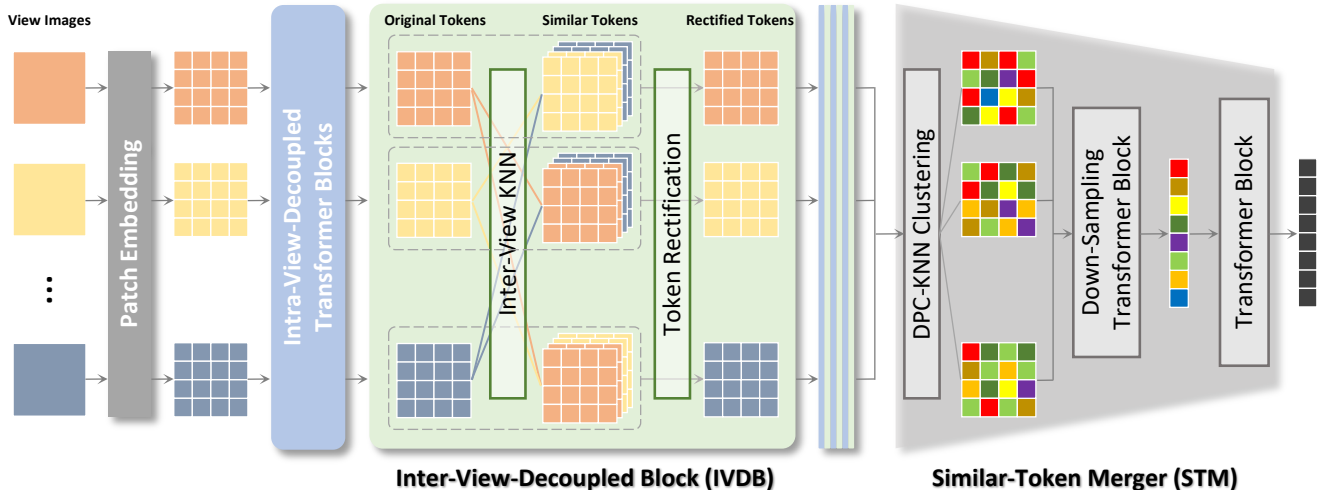 View Images
Patch Embedding
Intra-View-Decoupled
Transformer Blocks
Original Tokens
Similar Tokens
Rectified Tokens
Inter-View KNN
Token Rectification
Inter-View-Decoupled Block (IVDB)
DPC-KNN Clustering
Down-Sampling
Transformer Block
Transformer Block
Similar-Token Merger (STM)